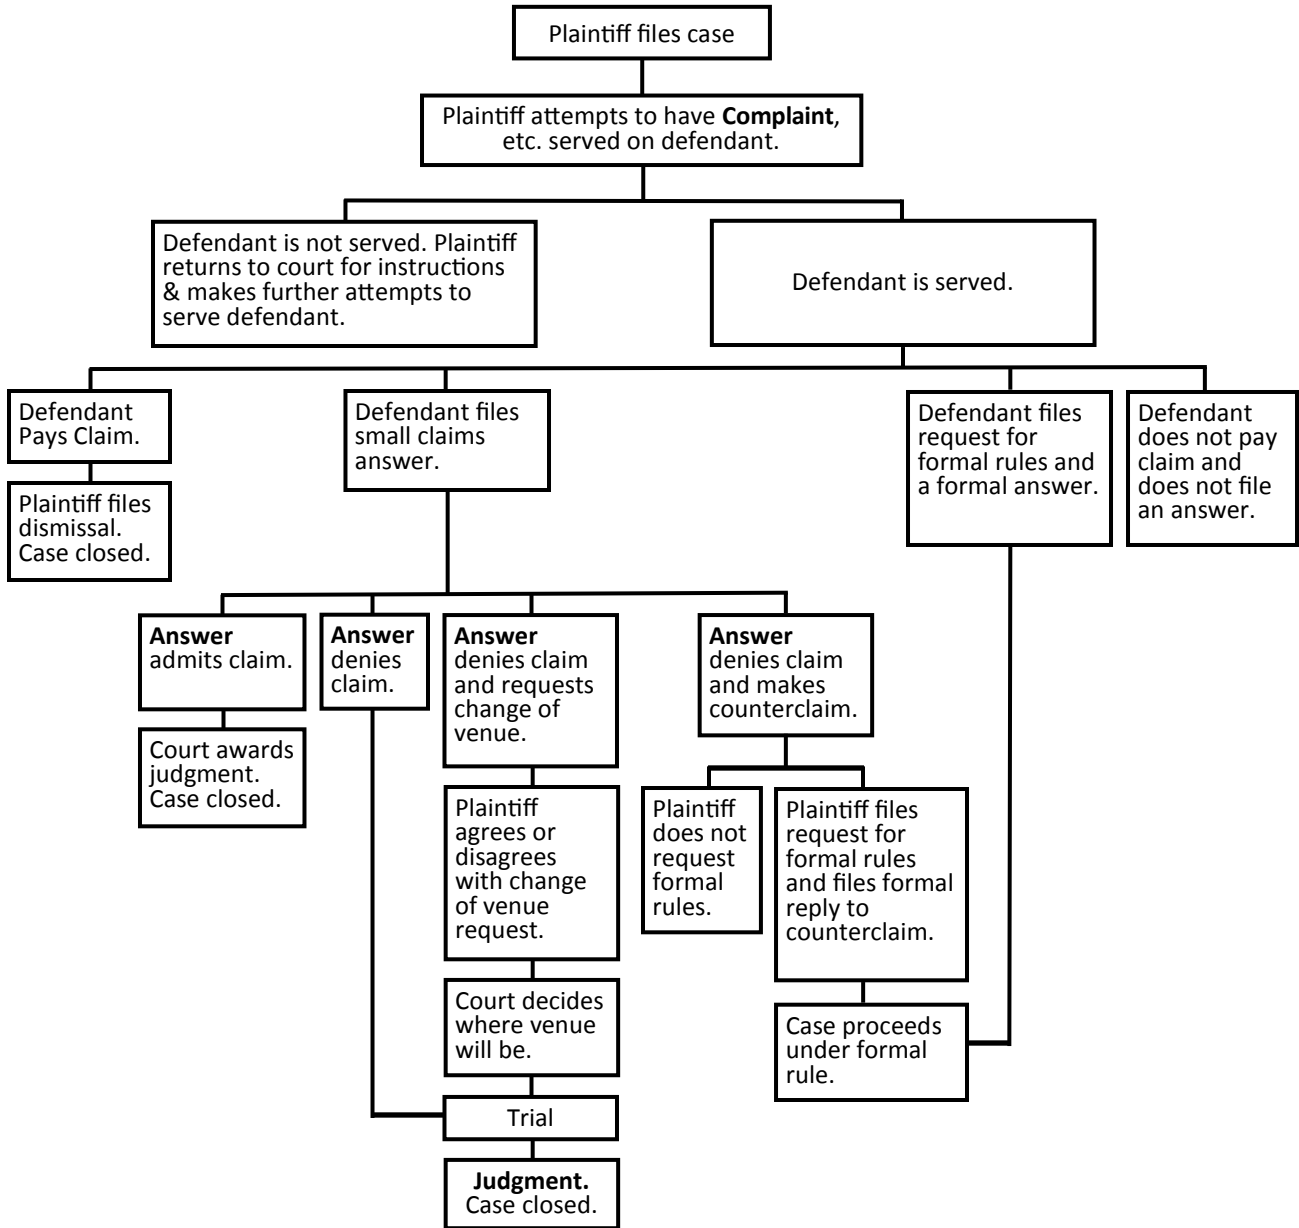 Plaintiff files case
Plaintiff attempts to have Complaint,
etc. served on defendant.
Defendant is not served. Plaintiff
returns to court for instructions
& makes further attempts to
serve defendant.
Defendant is served.
Defendant
Pays Claim.
Plaintiff files
dismissal.
Case closed.
Defendant files
small claims
answer.
Defendant files
request for
formal rules and
a formal answer.
Defendant
does not pay
claim and
does not file
an answer.
Answer
admits claim.
Court awards
judgment.
Case closed.
Answer
denies
claim.
Answer
denies claim
and requests
change of
venue.
Plaintiff
agrees or
disagrees
with change
of venue
request.
Court decides
where venue
will be.
Answer
denies claim
and makes
counterclaim.
Plaintiff
does not
request
formal
rules.
Plaintiff files
request for
formal rules
and files formal
reply to
counterclaim.
Case proceeds
under formal
rule.
Trial
Judgment.
Case closed.